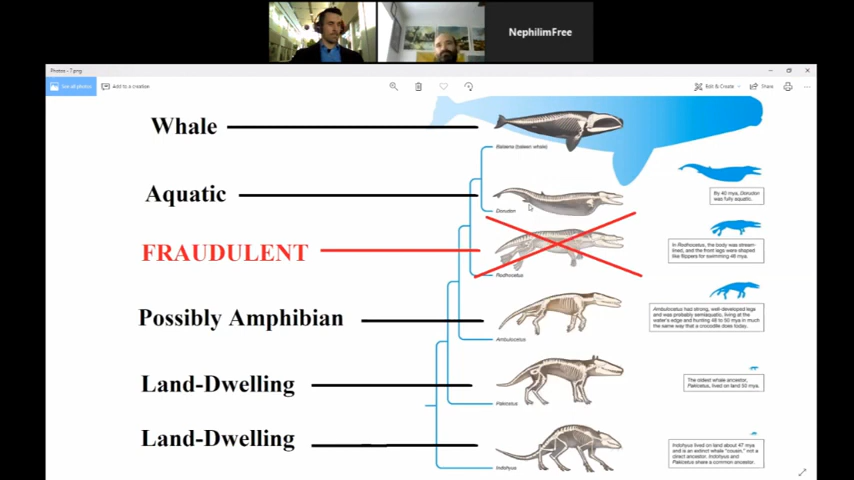 NephilimFree
Photos - 7.png
See all photos
Add to a creation
Edit & Create
Share
Whale
Balaena (baleen whale)
Aquatic
By 40 mya, Dorudon
was fully aquatic.
Dorudon
FRAUDULENT
In Rodhocetus, the body was stream-
lined, and the front legs were shaped
like flippers for swimming 46 mya.
Rodhocetus
Possibly Amphibian
Ambulocetus had strong, well-developed legs
and was probably semiaquatic, living at the
water's edge and hunting 48 to 50 mya in much
the same way that a crocodile does today.
Ambulocetus
Land-Dwelling
The oldest whale ancestor,
Pakicetus, lived on land 50 mya.
Pakicetus
Land-Dwelling
Indohyus lived on land about 47 mya
and is an extinct whale "cousin," not
a direct ancestor. Indohyus and
Pakicetus share a common ancestor.
Indohyus